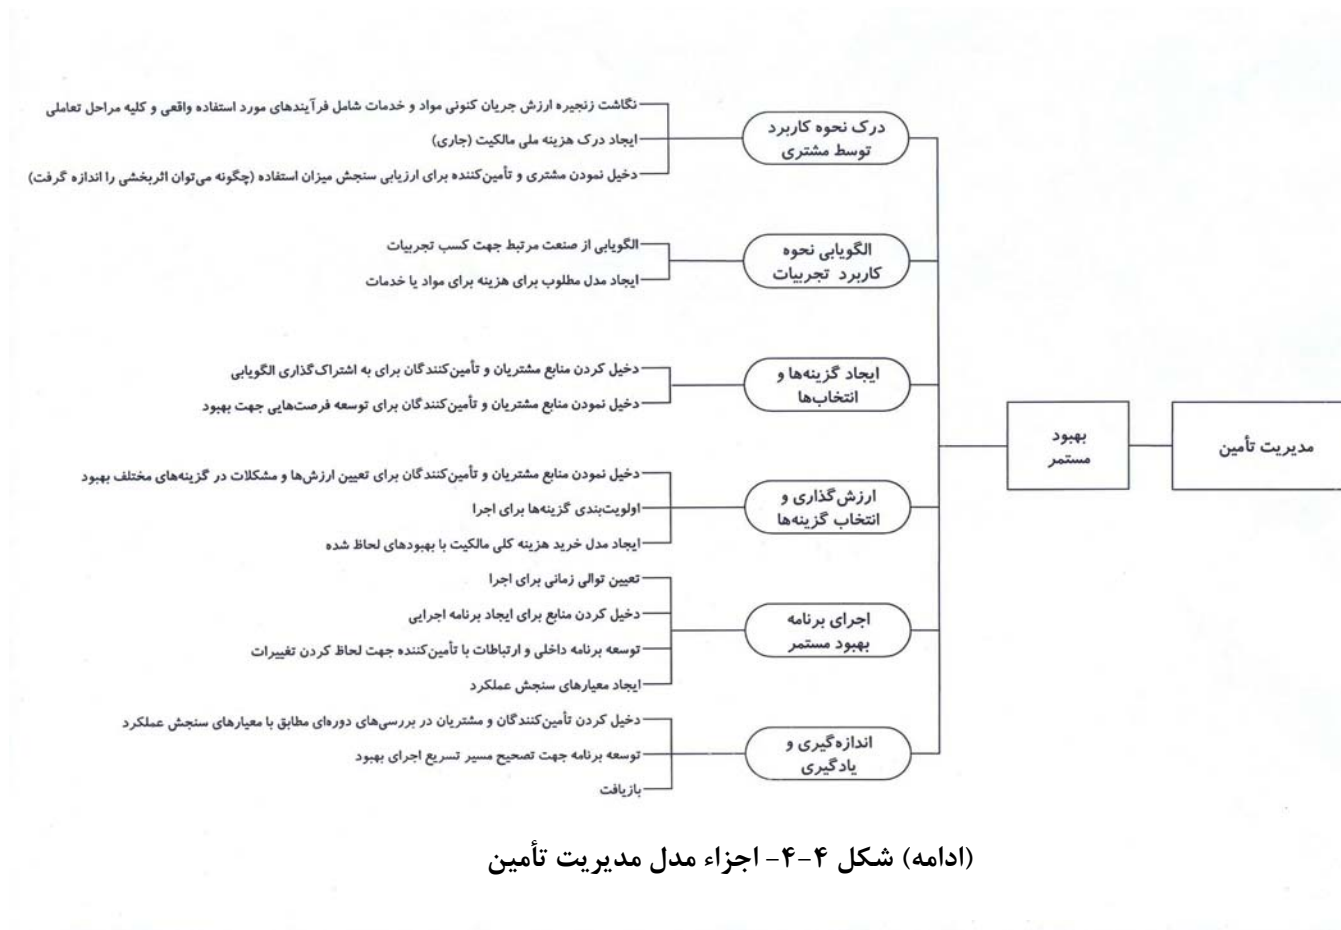 مدیریت تأمین
بهبود
مستمر
درک نحوه کاربرد
توسط مشتری
نگاشت زنجیره ارزش جریان کنونی مواد و خدمات شامل فرآیندهای مورد استفاده واقعی و کلیه مراحل تعاملی
ایجاد درک هزینه ملی مالکیت (جاری)
دخیل نمودن مشتری و تأمین‌کننده برای ارزیابی سنجش میزان استفاده (چگونه می‌توان اثربخشی را اندازه گرفت)
الگویابی نحوه
کاربرد تجربیات
الگویابی از صنعت مرتبط جهت کسب تجربیات
ایجاد مدل مطلوب برای هزینه برای مواد یا خدمات
ایجاد گزینه‌ها و
انتخاب‌ها
دخیل کردن منابع مشتریان و تأمین‌کنندگان برای به اشتراک‌گذاری الگویابی
دخیل نمودن منابع مشتریان و تأمین‌کنندگان برای توسعه فرصت‌هایی جهت بهبود
ارزش‌گذاری و
انتخاب گزینه‌ها
دخیل نمودن منابع مشتریان و تأمین‌کنندگان برای تعیین ارزش‌ها و مشکلات در گزینه‌های مختلف بهبود
اولویت‌بندی گزینه‌ها برای اجرا
ایجاد مدل خرید هزینه کلی مالکیت با بهبودهای لحاظ شده
اجرای برنامه
بهبود مستمر
تعیین توالی زمانی برای اجرا
دخیل کردن منابع برای ایجاد برنامه اجرایی
توسعه برنامه داخلی و ارتباطات با تأمین‌کننده جهت لحاظ کردن تغییرات
ایجاد معیارهای سنجش عملکرد
اندازه‌گیری و
یادگیری
دخیل کردن تأمین‌کنندگان و مشتریان در بررسی‌های دوره‌ای مطابق با معیارهای سنجش عملکرد
توسعه برنامه جهت تصحیح مسیر تسریع اجرای بهبود
بازیافت
(ادامه) شکل ۴-۴- اجزاء مدل مدیریت تأمین